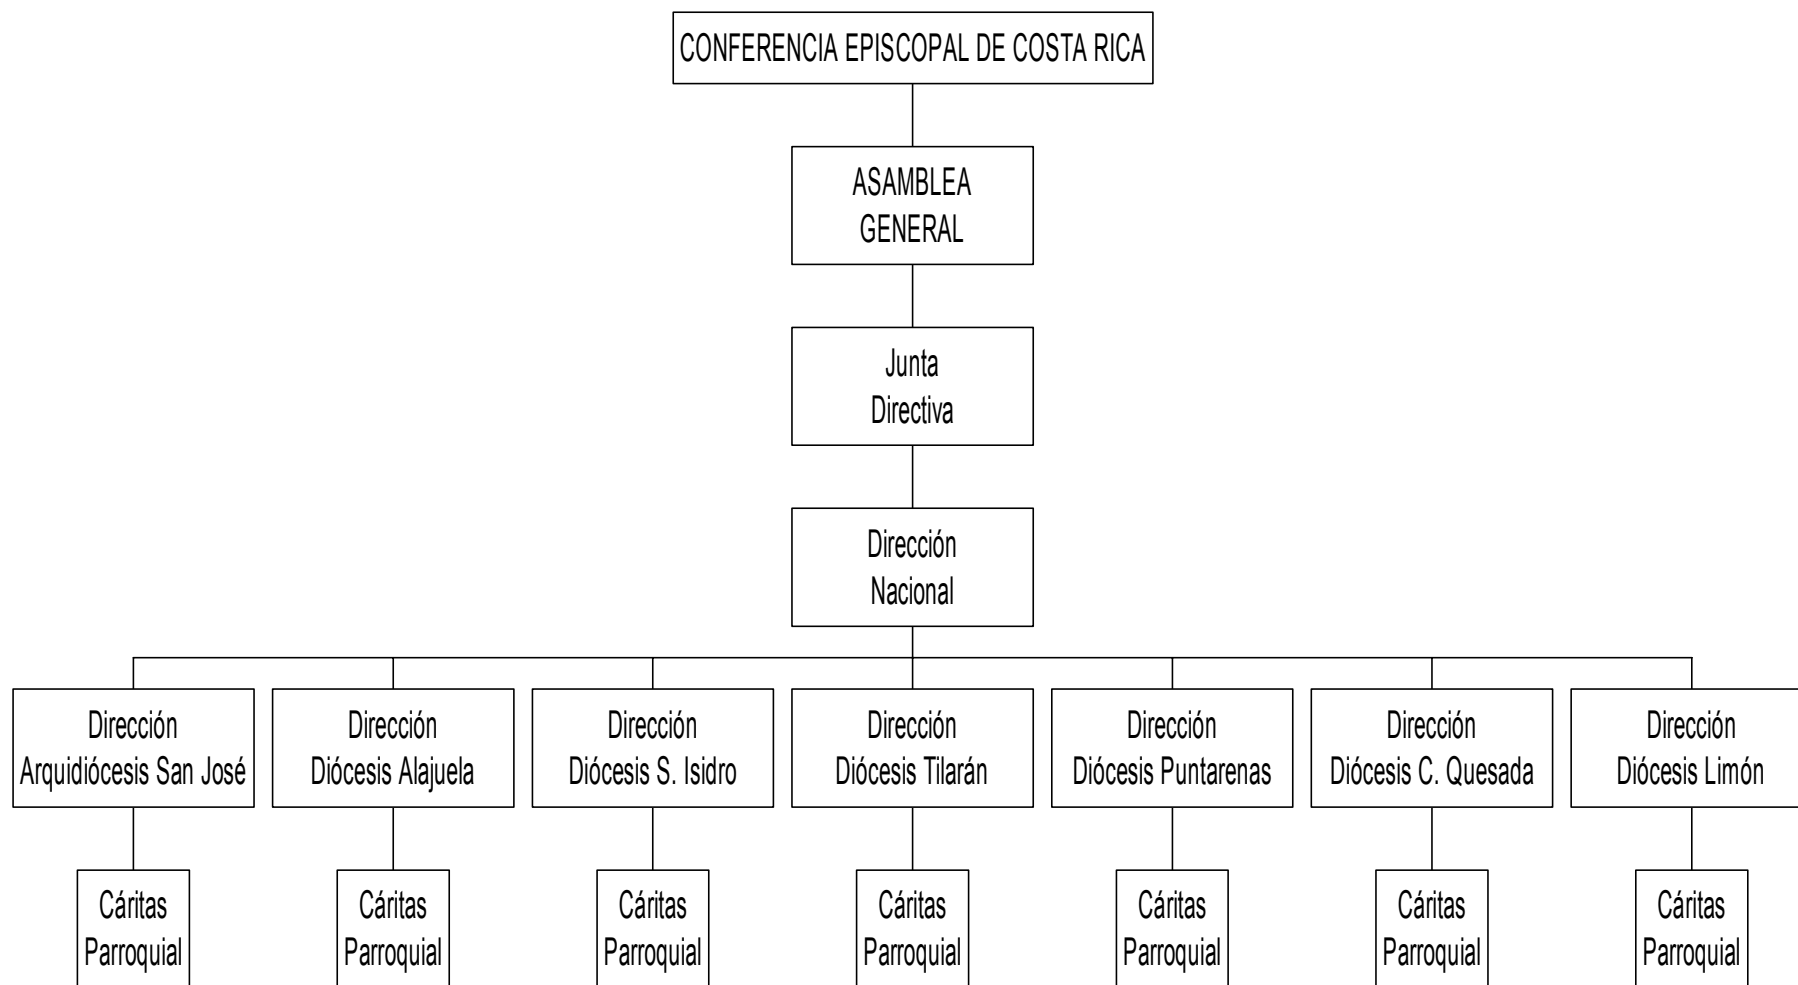 CONFERENCIA EPISCOPAL DE COSTA RICA
ASAMBLEA
GENERAL
Junta
Directiva
Dirección
Nacional
Dirección
Arquidiócesis San José
Dirección
Diócesis Alajuela
Dirección
Diócesis S. Isidro
Dirección
Diócesis Tilarán
Dirección
Diócesis Puntarenas
Dirección
Diócesis C. Quesada
Dirección
Diócesis Limón
Cáritas
Parroquial
Cáritas
Parroquial
Cáritas
Parroquial
Cáritas
Parroquial
Cáritas
Parroquial
Cáritas
Parroquial
Cáritas
Parroquial